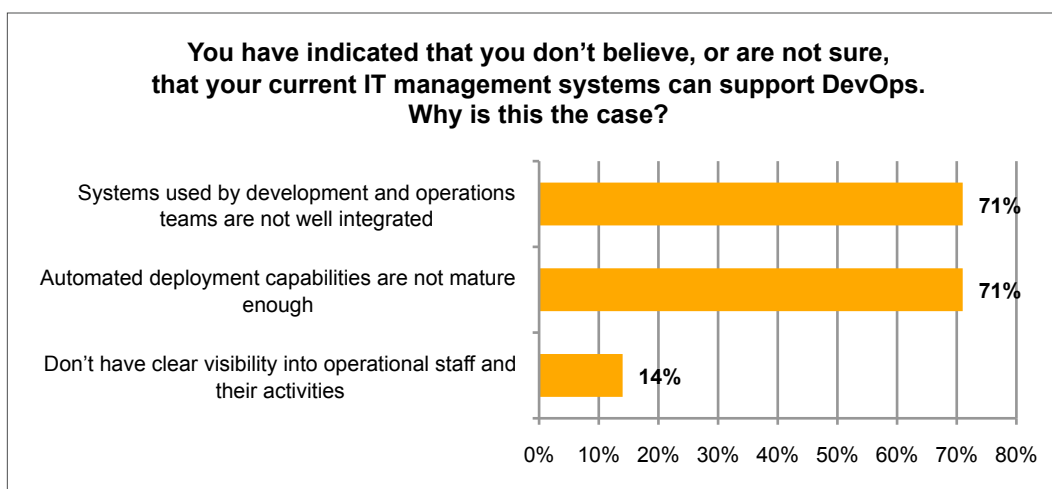 You have indicated that you don’t believe, or are not sure,
that your current IT management systems can support DevOps.
Why is this the case?
Systems used by development and operations
teams are not well integrated
71%
Automated deployment capabilities are not mature
enough
71%
Don’t have clear visibility into operational staff and
their activities
14%
0% 10% 20% 30% 40% 50% 60% 70% 80%